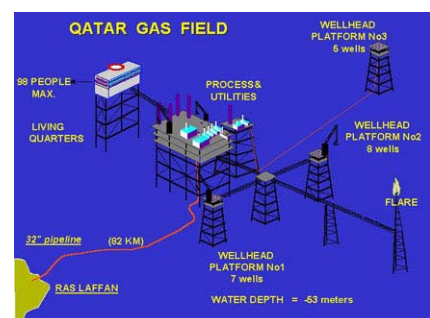 QATAR GAS FIELD
WELLHEAD
PLATFORM No3
5 wells
98 PEOPLE
MAX.
PROCESS&
UTILITIES
LIVING
QUARTERS
WELLHEAD
PLATFORM No2
8 wells
FLARE
32" pipeline
(82 KM)
WELLHEAD
PLATFORM No1
7 wells
RAS LAFFAN
WATER DEPTH = -53 meters